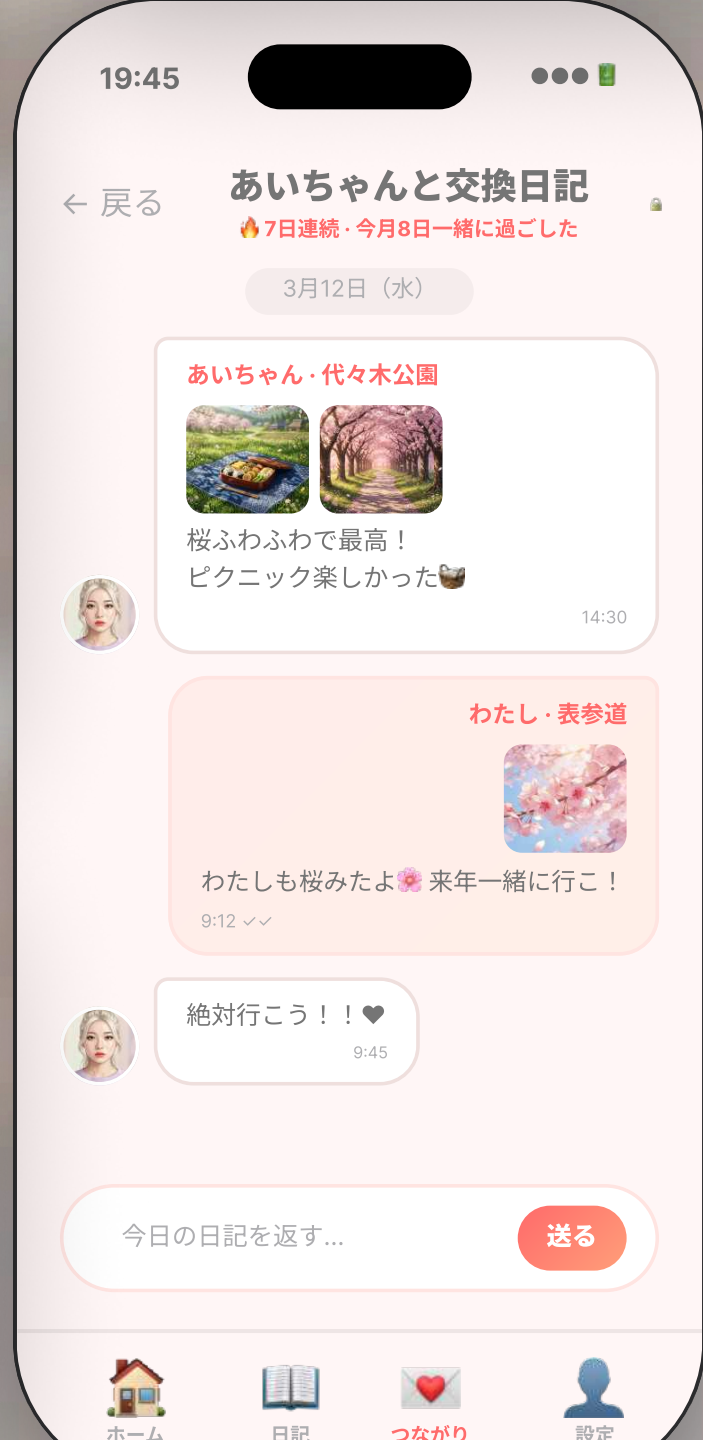 19:45
← 戻る
あいちゃんと交換日記
🔥7日連続·今月8日一緒に過ごした
3月12日（水）
あいちゃん·代々木公園
桜ふわふわで最高！
ピクニック楽しかった🧺
14:30
わたし·表参道
わたしも桜みたよ🌸 来年一緒に行こ！
9:12 ✓✓
絶対行こう！！♥
9:45
今日の日記を返す...
送る
ホーム
日記
つながり
設定